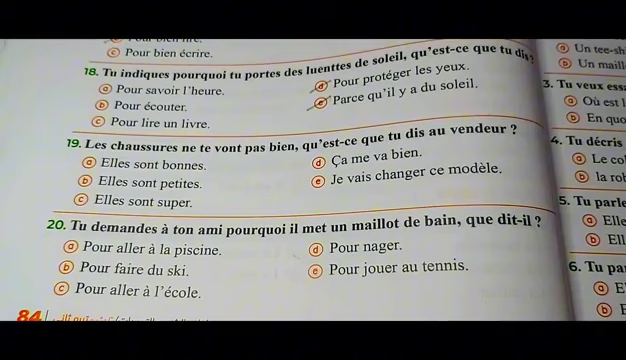 ⓒ Pour bien écrire.
18. Tu indiques pourquoi tu portes des luenttes de soleil, qu'est-ce que tu dis?
ⓐ Pour savoir l'heure.
ⓑ Pour écouter.
ⓒ Pour lire un livre.
ⓓ Pour protéger les yeux.
ⓔ Parce qu'il y a du soleil.
19. Les chaussures ne te vont pas bien, qu'est-ce que tu dis au vendeur ?
ⓐ Elles sont bonnes.
ⓑ Elles sont petites.
ⓒ Elles sont super.
ⓓ Ça me va bien.
ⓔ Je vais changer ce modèle.
20. Tu demandes à ton ami pourquoi il met un maillot de bain, que dit-il ?
ⓐ Pour aller à la piscine.
ⓑ Pour faire du ski.
ⓒ Pour aller à l'école.
ⓓ Pour nager.
ⓔ Pour jouer au tennis.
84
ⓐ Un tee-sh
ⓑ Un maill
3. Tu veux ess
ⓐ Où est l
ⓑ En quo
4. Tu décris
ⓐ Le co
ⓑ la ro
5. Tu parle
ⓐ Elle
ⓑ Ell
6. Tu pa
ⓐ E
ⓑ